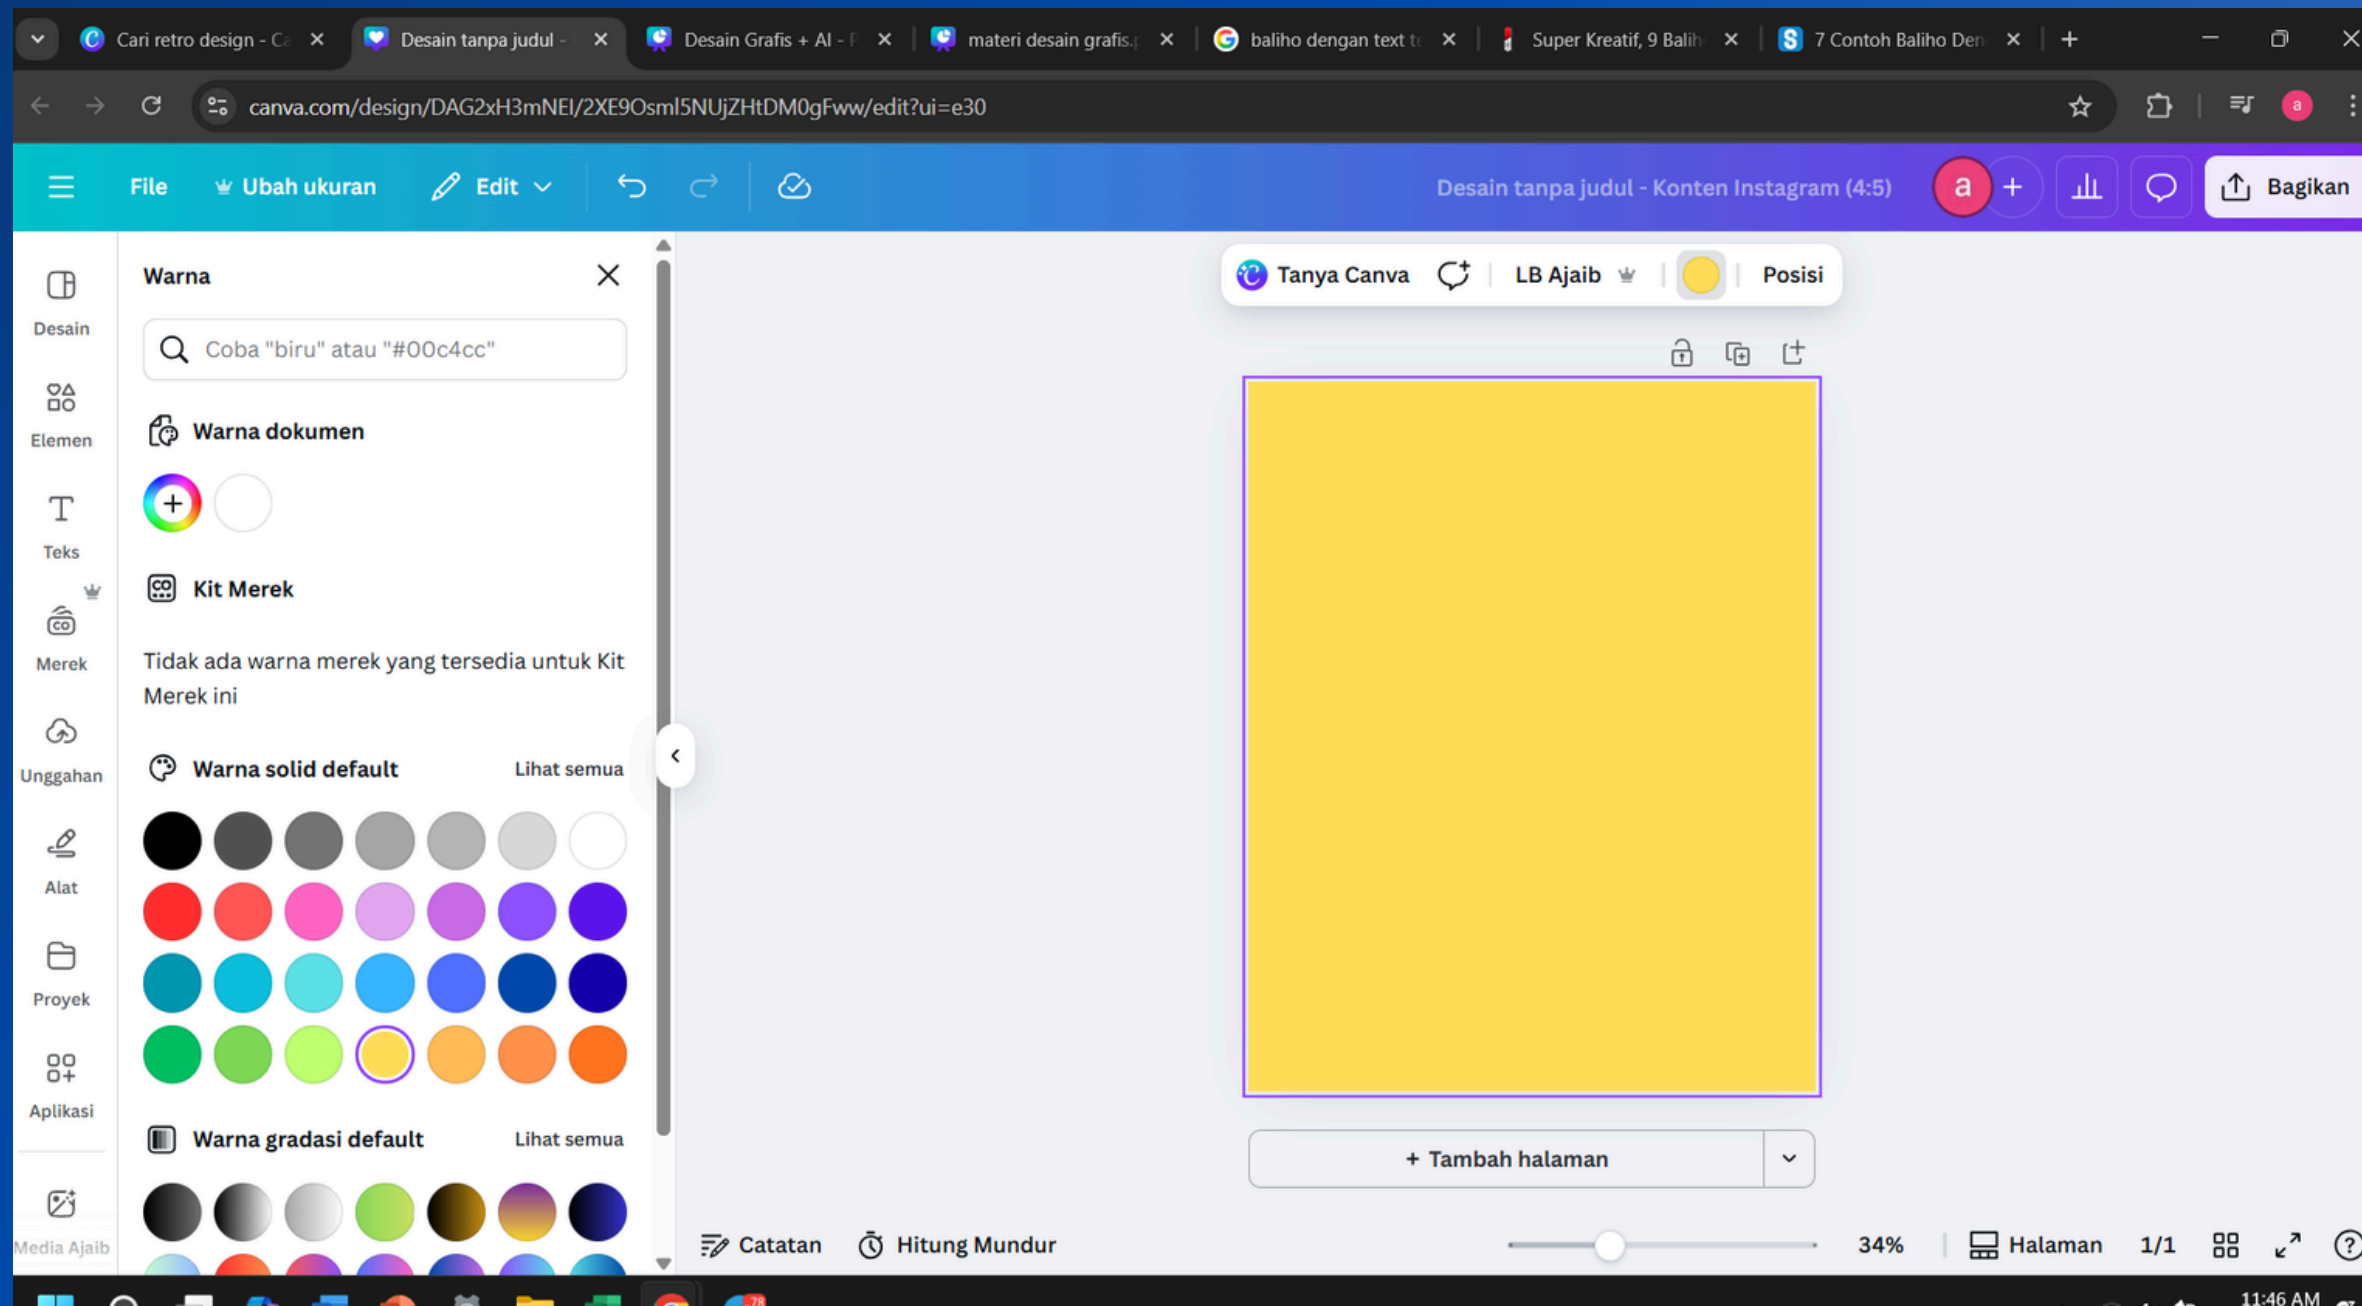 Cari retro design - Ca
Desain tanpa judul -
Desain Grafis + AI - P
materi desain grafis.p
baliho dengan text te
Super Kreatif, 9 Balih
7 Contoh Baliho Den
canva.com/design/DAG2xH3mNEI/2XE9Osml5NUjZHtDM0gFww/edit?ui=e30
a
File
Ubah ukuran
Edit
Desain tanpa judul - Konten Instagram (4:5)
a
+
Bagikan
Desain
Elemen
Teks
Merek
Unggahan
Alat
Proyek
Aplikasi
Media Ajaib
Warna
Coba "biru" atau "#00c4cc"
Warna dokumen
Kit Merek
Tidak ada warna merek yang tersedia untuk Kit
Merek ini
Warna solid default
Lihat semua
Warna gradasi default
Lihat semua
Tanya Canva
LB Ajaib
Posisi
+ Tambah halaman
Catatan
Hitung Mundur
34%
Halaman
1/1
78
11:46 AM